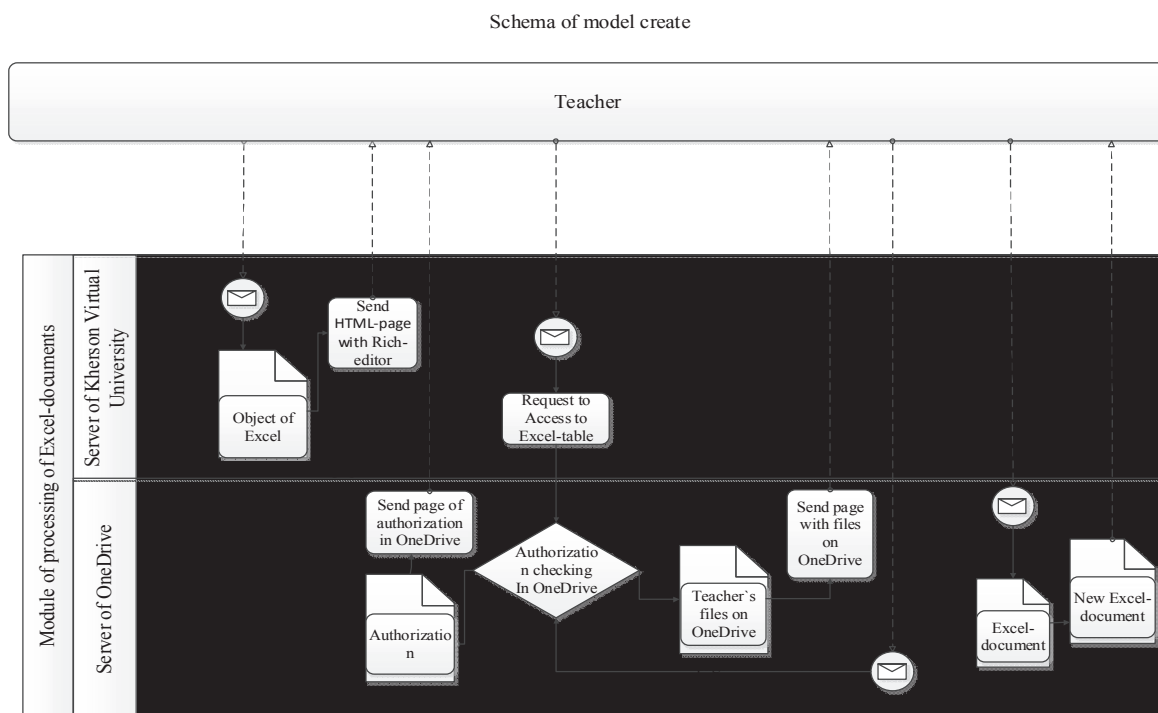 Schema of model create
Teacher
Module of processing of Excel-documents
Server of Kherson Virtual
University
Object of
Excel
Send
HTML-page
with Rich-
editor
Request to
Access to
Excel-table
Server of OneDrive
Send page of
authorization
in OneDrive
Authorizatio
n
Authorizatio
n checking
In OneDrive
Teacher`s
files on
OneDrive
Send page
with files
on
OneDrive
Excel-
document
New Excel-
document